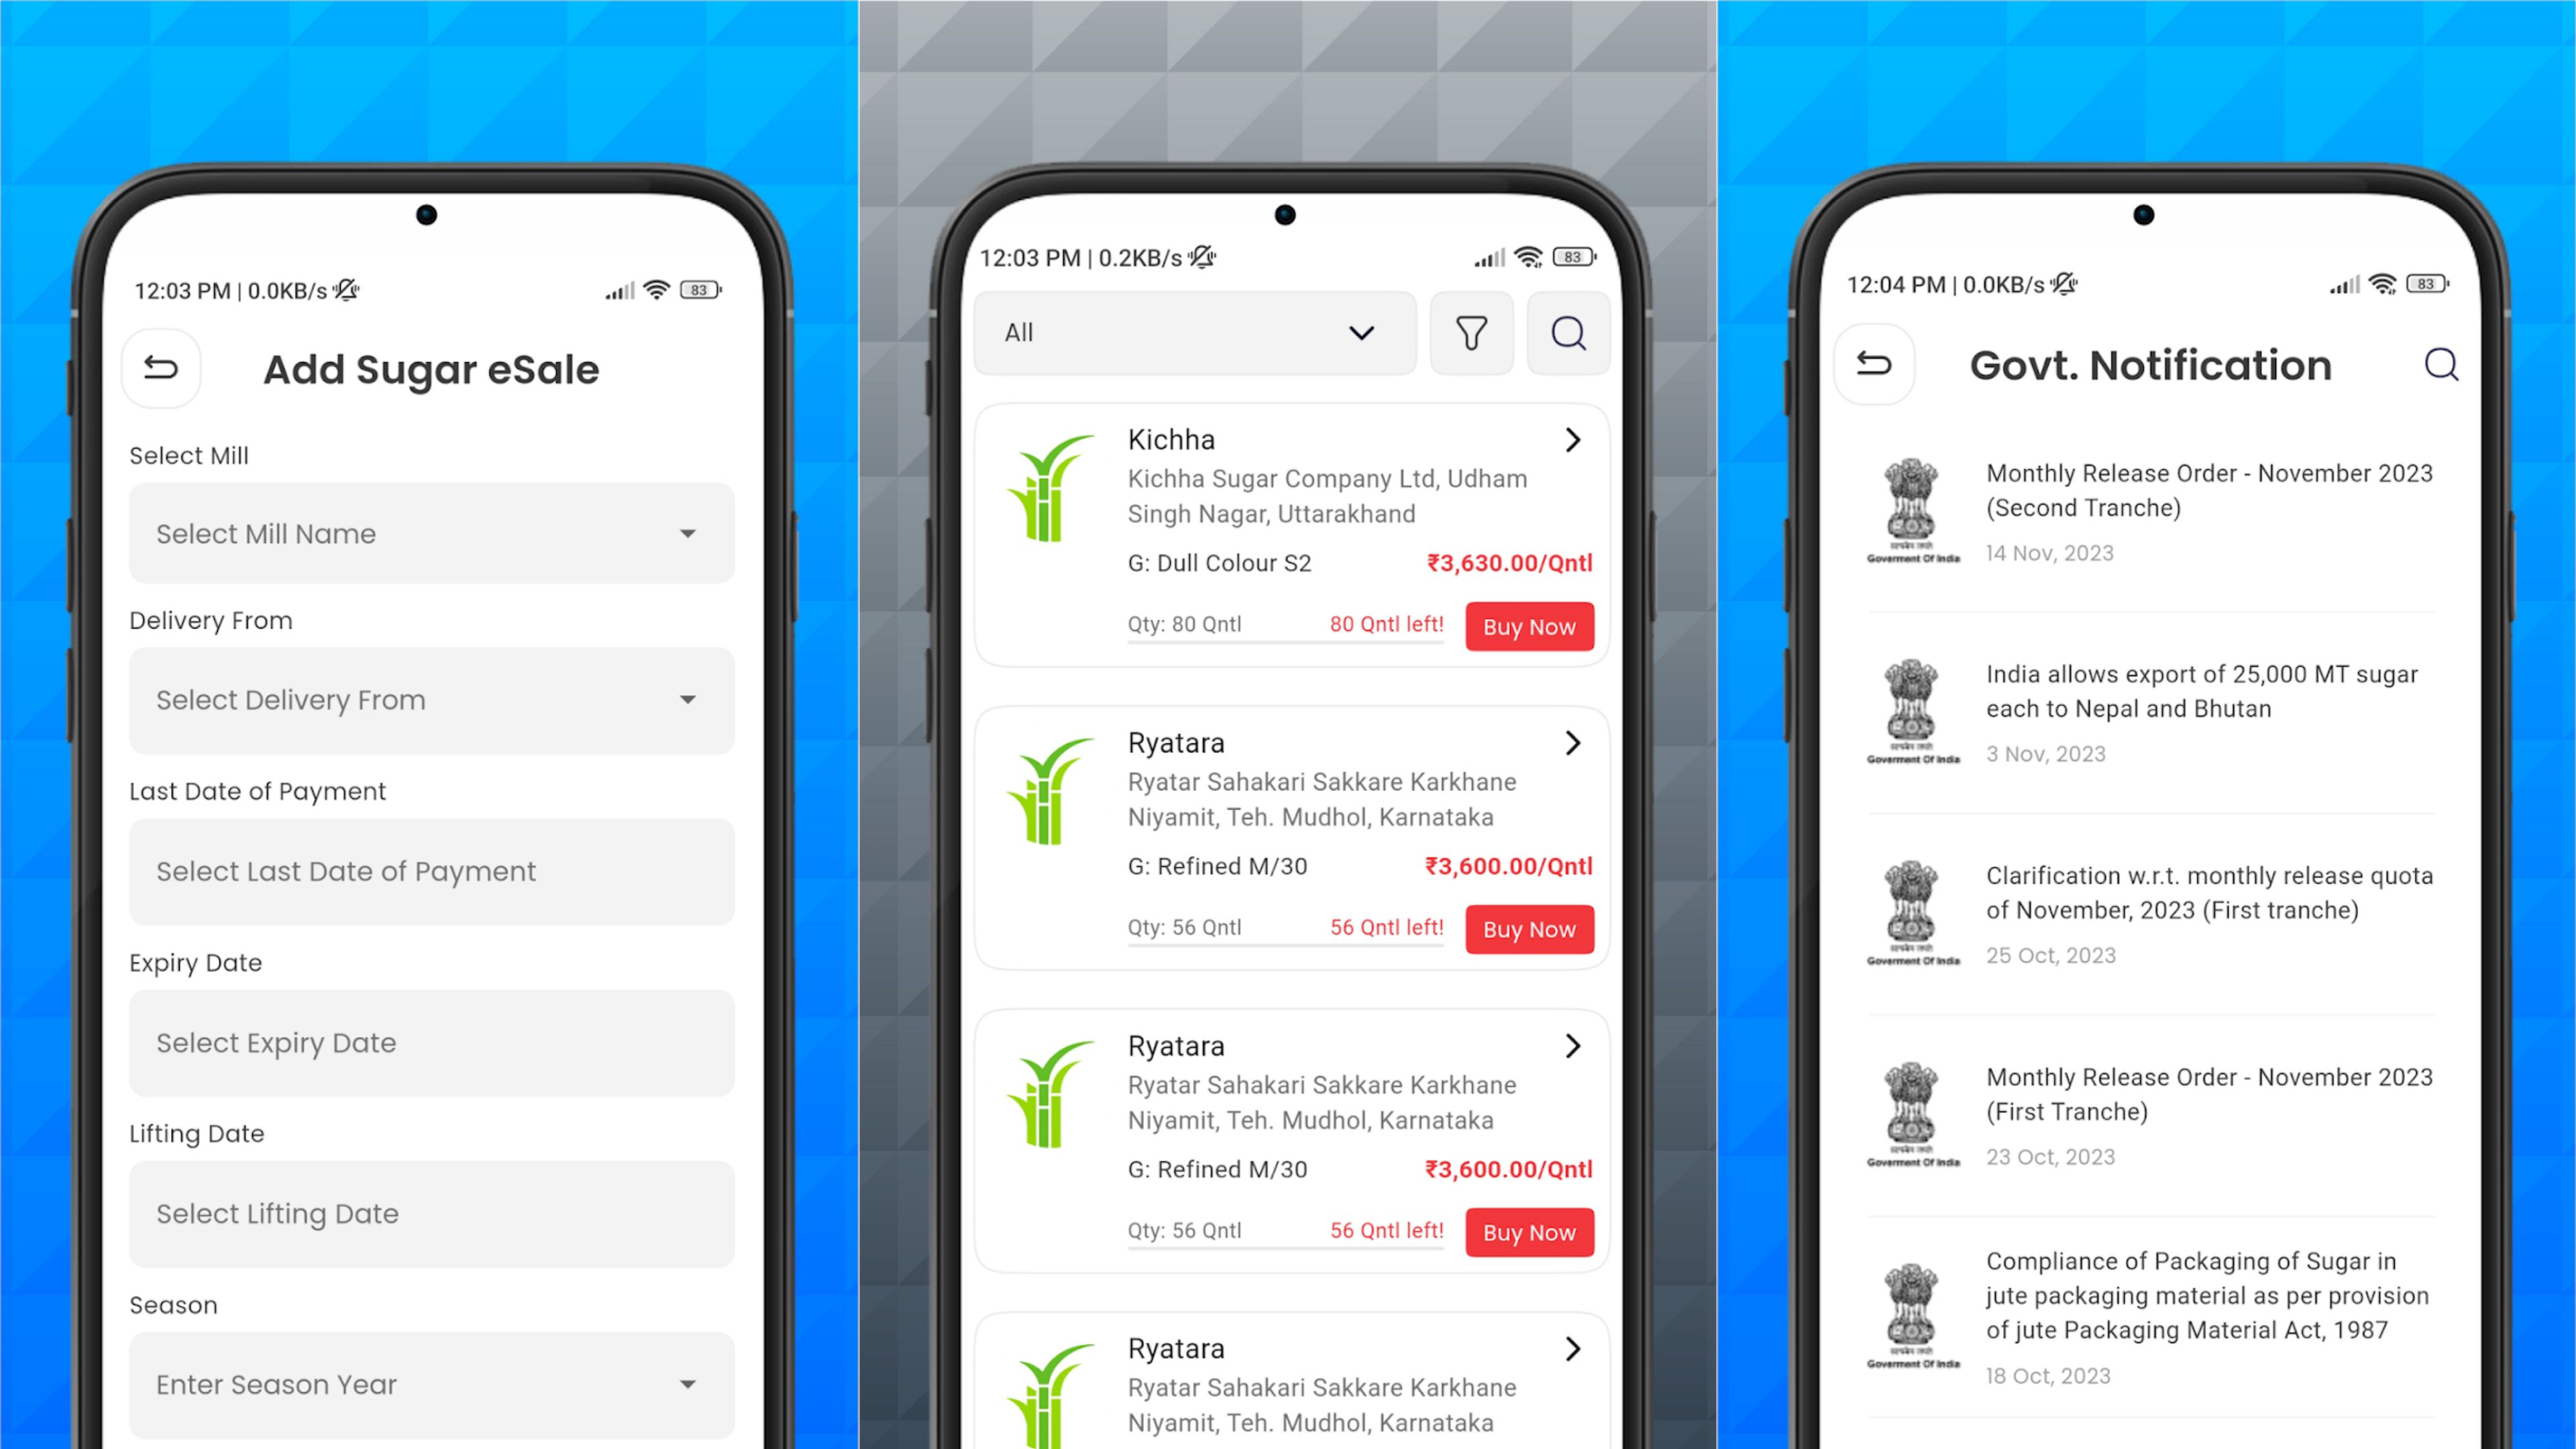 12:03 PM | 0.0KB/s
83
Add Sugar eSale
Select Mill
Select Mill Name
Delivery From
Select Delivery From
Last Date of Payment
Select Last Date of Payment
Expiry Date
Select Expiry Date
Lifting Date
Select Lifting Date
Season
Enter Season Year
12:03 PM | 0.2KB/s
83
All
Kichha
Kichha Sugar Company Ltd, Udham
Singh Nagar, Uttarakhand
G: Dull Colour S2 ₹3,630.00/Qntl
Qty: 80 Qntl 80 Qntl left! Buy Now
Ryatara
Ryatar Sahakari Sakkare Karkhane
Niyamit, Teh. Mudhol, Karnataka
G: Refined M/30 ₹3,600.00/Qntl
Qty: 56 Qntl 56 Qntl left! Buy Now
Ryatara
Ryatar Sahakari Sakkare Karkhane
Niyamit, Teh. Mudhol, Karnataka
G: Refined M/30 ₹3,600.00/Qntl
Qty: 56 Qntl 56 Qntl left! Buy Now
Ryatara
Ryatar Sahakari Sakkare Karkhane
Niyamit, Teh. Mudhol, Karnataka
12:04 PM | 0.0KB/s
83
Govt. Notification
Monthly Release Order - November 2023
(Second Tranche)
14 Nov, 2023
Goverment Of India
India allows export of 25,000 MT sugar
each to Nepal and Bhutan
3 Nov, 2023
Goverment Of India
Clarification w.r.t. monthly release quota
of November, 2023 (First tranche)
25 Oct, 2023
Goverment Of India
Monthly Release Order - November 2023
(First Tranche)
23 Oct, 2023
Goverment Of India
Compliance of Packaging of Sugar in
jute packaging material as per provision
of jute Packaging Material Act, 1987
Goverment Of India
18 Oct, 2023